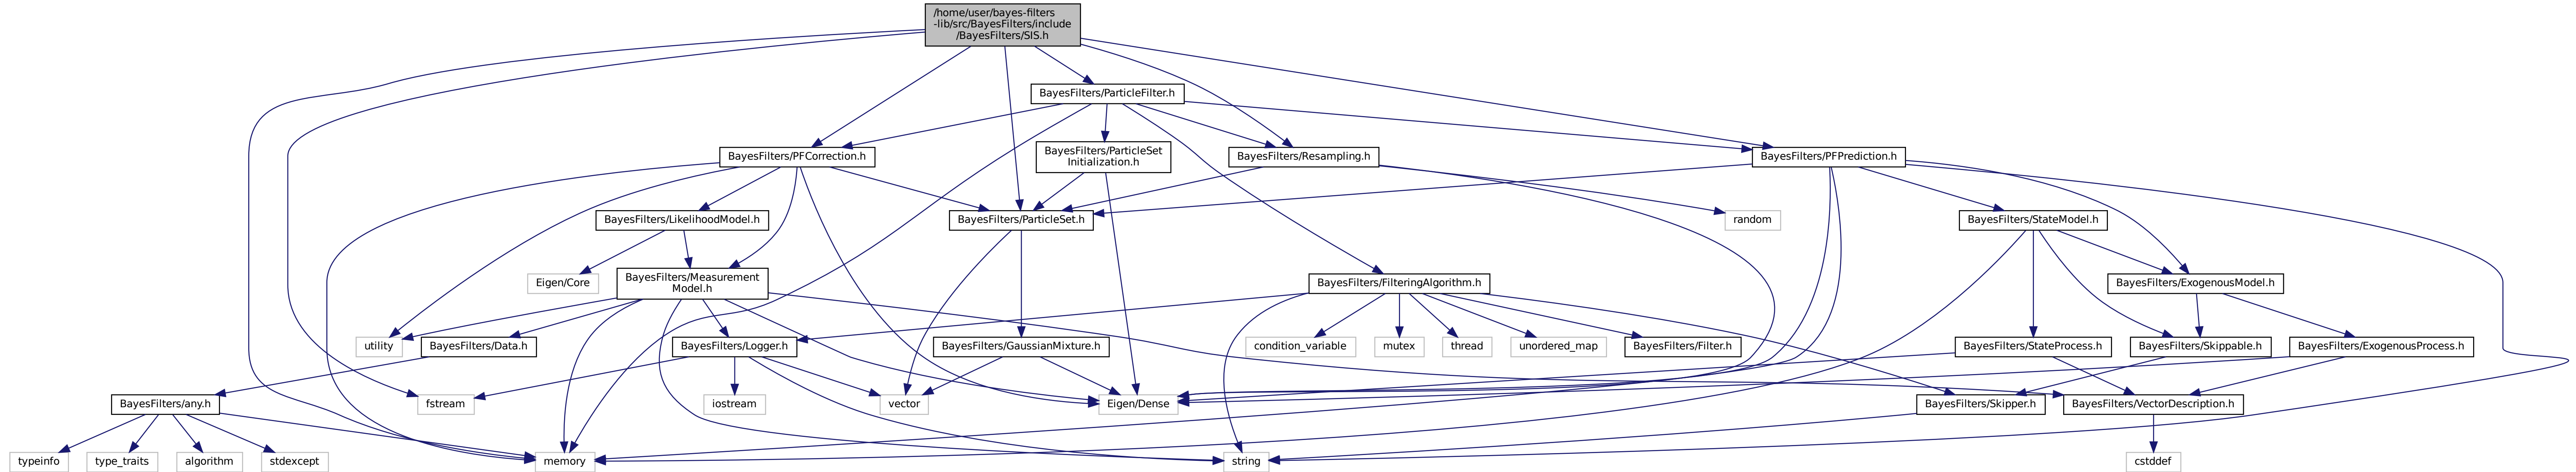 /home/user/bayes-filters
-lib/src/BayesFilters/include
/BayesFilters/SIS.h
BayesFilters/ParticleFilter.h
BayesFilters/PFCorrection.h
BayesFilters/ParticleSet
Initialization.h
BayesFilters/Resampling.h
BayesFilters/PFPrediction.h
BayesFilters/LikelihoodModel.h
BayesFilters/ParticleSet.h
random
BayesFilters/StateModel.h
Eigen/Core
BayesFilters/Measurement
Model.h
BayesFilters/FilteringAlgorithm.h
BayesFilters/ExogenousModel.h
utility
BayesFilters/Data.h
BayesFilters/Logger.h
BayesFilters/GaussianMixture.h
condition_variable
mutex
thread
unordered_map
BayesFilters/Filter.h
BayesFilters/StateProcess.h
BayesFilters/Skippable.h
BayesFilters/ExogenousProcess.h
BayesFilters/any.h
fstream
iostream
vector
Eigen/Dense
BayesFilters/Skipper.h
BayesFilters/VectorDescription.h
typeinfo
type_traits
algorithm
stdexcept
memory
string
cstddef